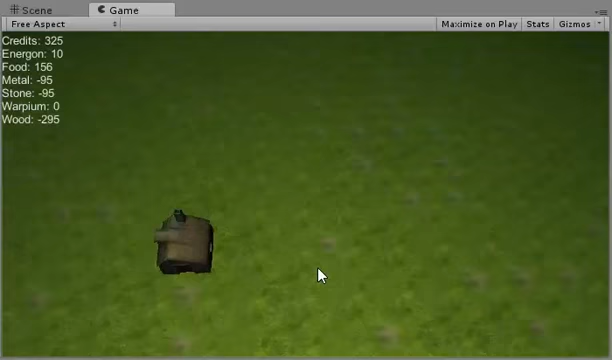 Scene
Game
Free Aspect
Maximize on Play
Stats
Gizmos
Credits: 325
Energon: 10
Food: 156
Metal: -95
Stone: -95
Warpium: 0
Wood: -295